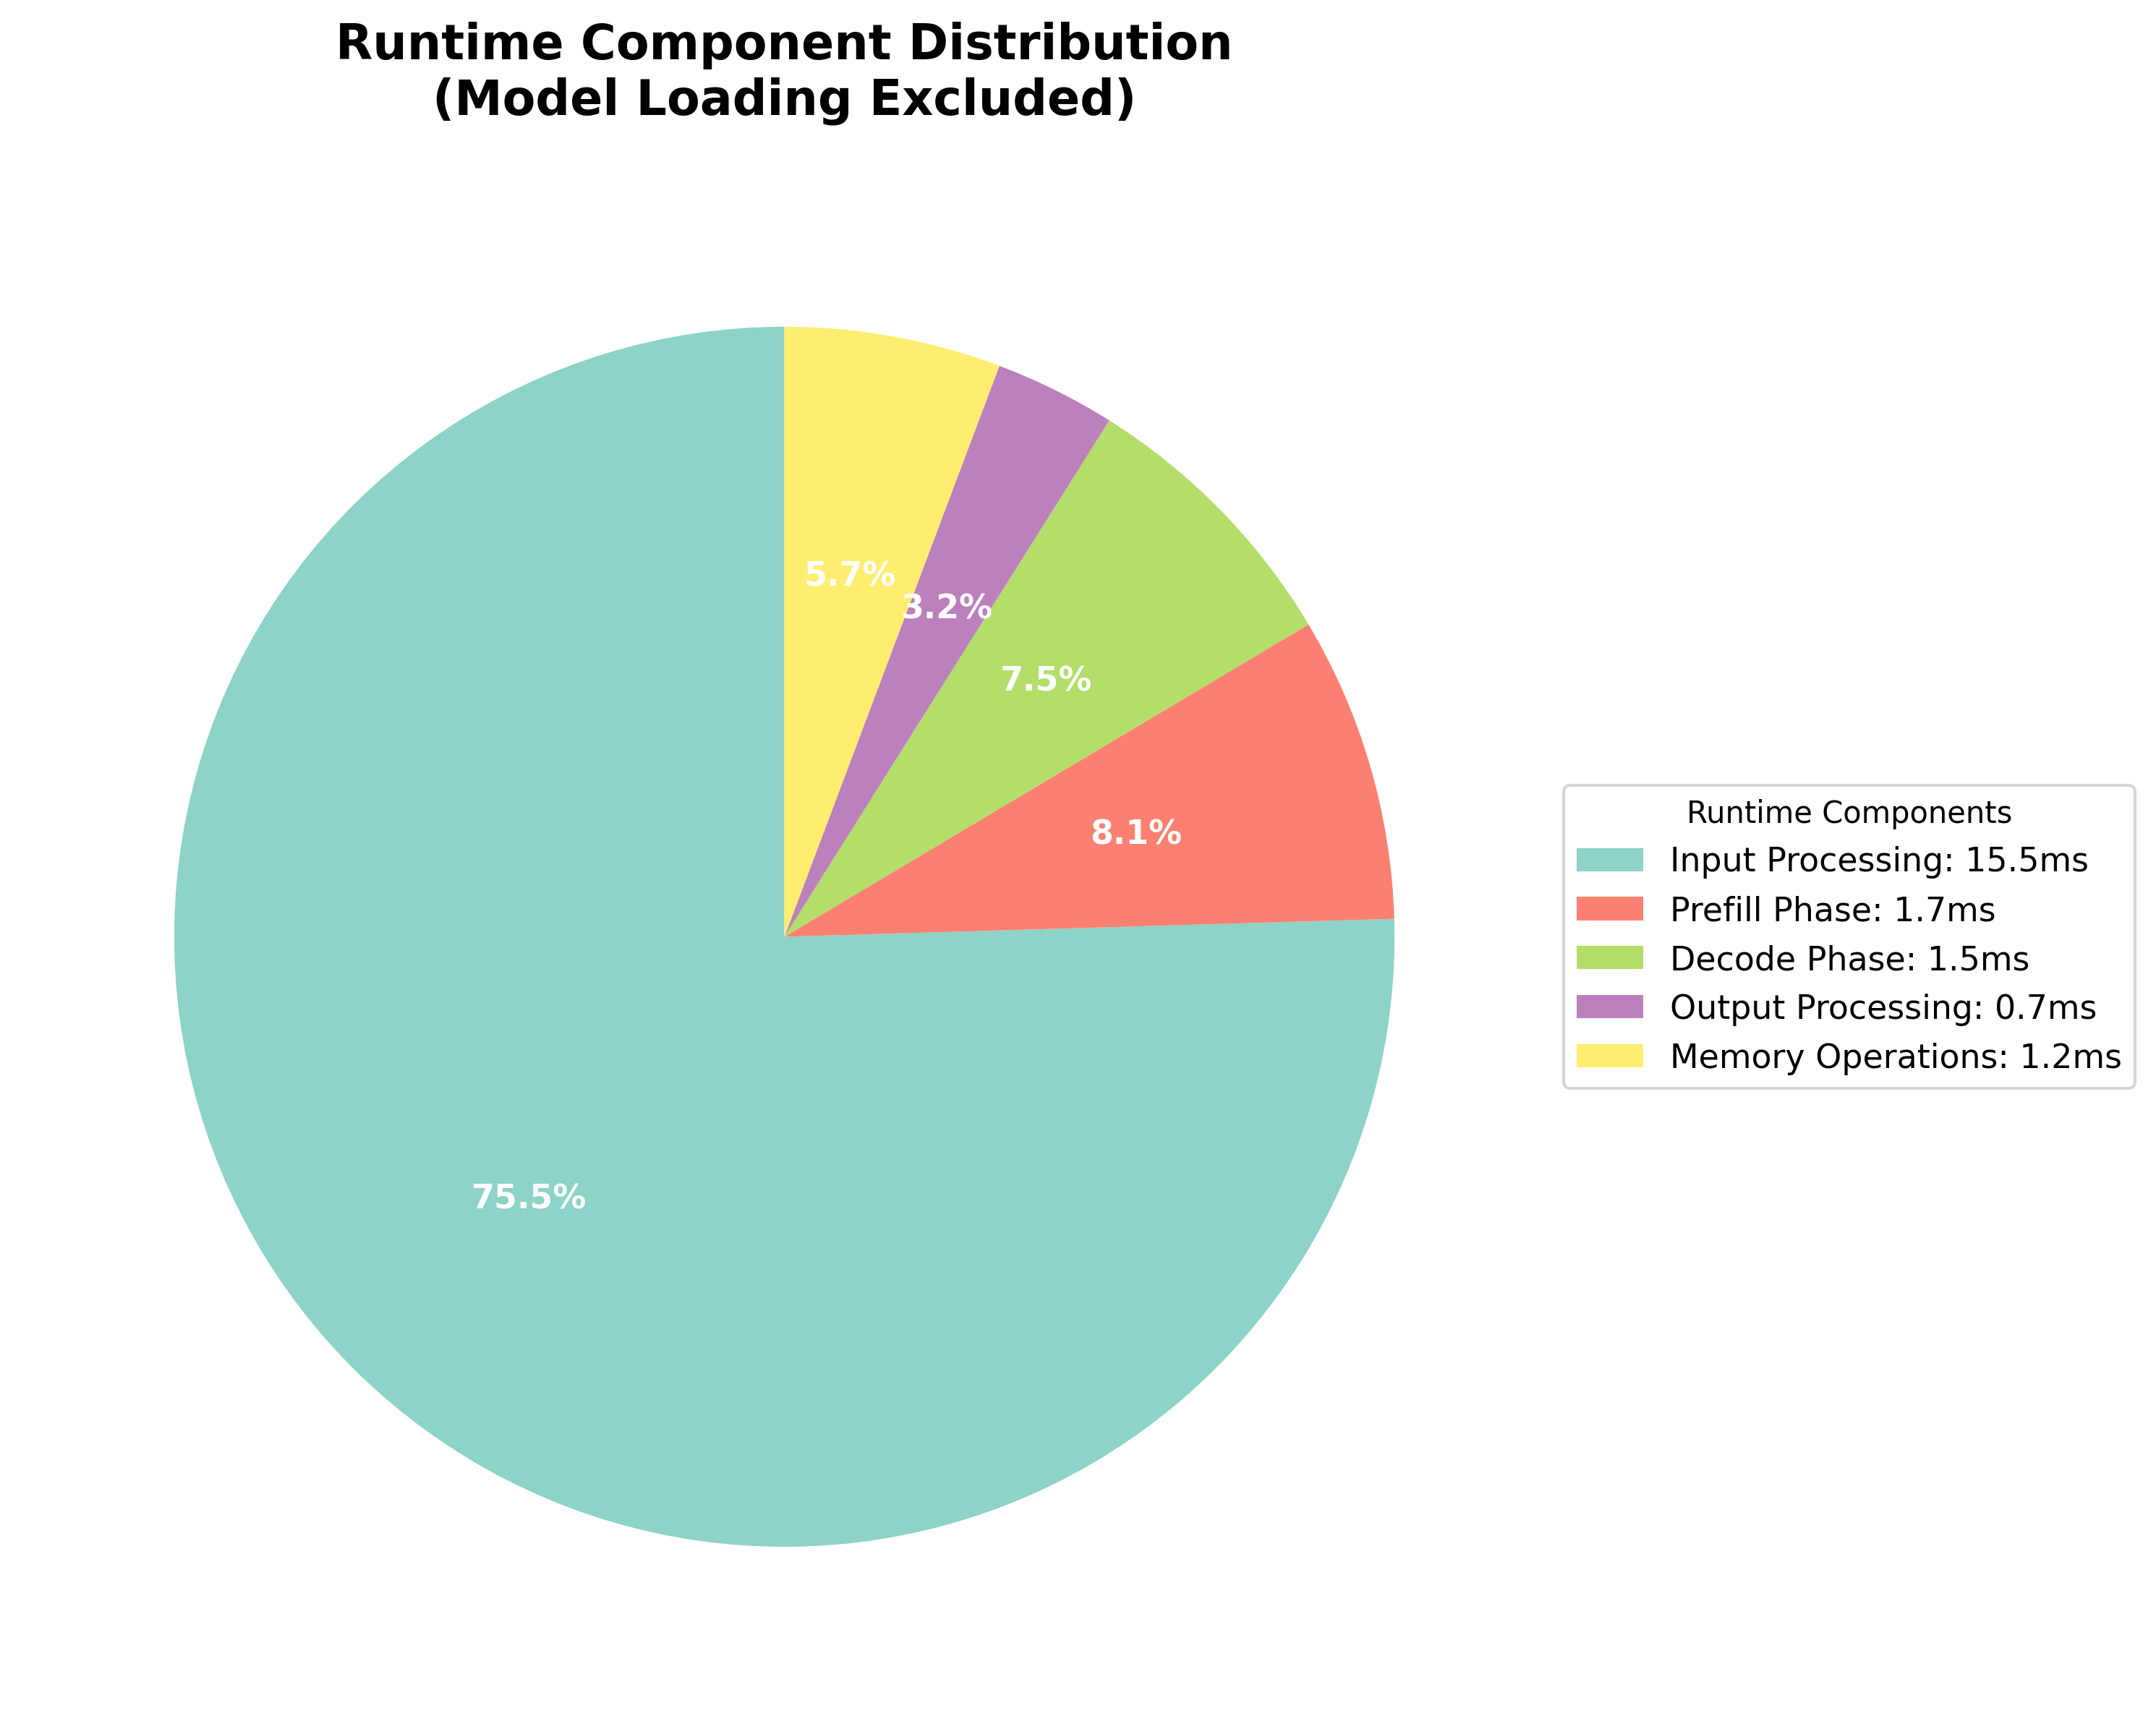 Runtime Component Distribution
(Model Loading Excluded)
5.7%
3.2%
7.5%
8.1%
75.5%
Runtime Components
Input Processing: 15.5ms
Prefill Phase: 1.7ms
Decode Phase: 1.5ms
Output Processing: 0.7ms
Memory Operations: 1.2ms